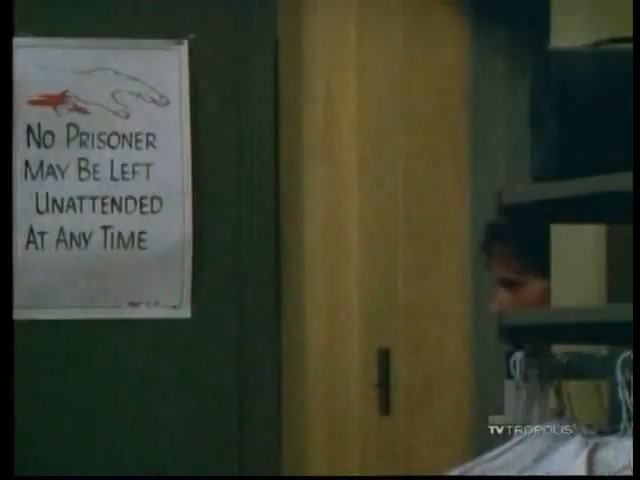 No Prisoner
May Be Left
Unattended
At Any Time
TVTROPOLIS